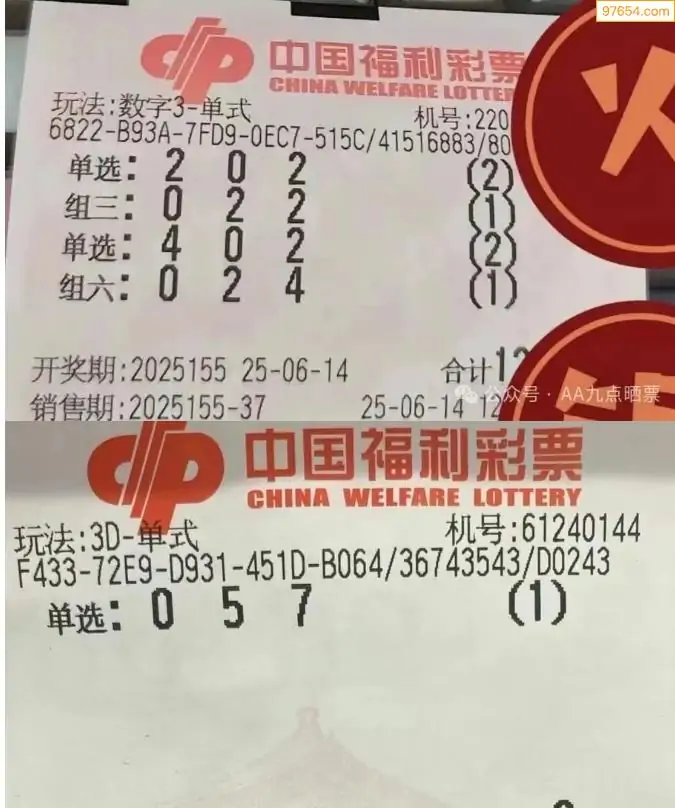 97654.com
中国福利彩票
CHINA WELFARE LOTTERY
玩法:数字3-单式 机号:220
6822-B93A-7FD9-0EC7-515C/41516883/80
单选: 2 0 2 (2)
组三: 0 2 2 (1)
单选: 4 0 2 (2)
组六: 0 2 4 (1)
开奖期:2025155 25-06-14 合计12
公众号·AA九点晒票
销售期:2025155-37 25-06-14 12
火
中国福利彩票
CHINA WELFARE LOTTERY
玩法:3D-单式 机号:61240144
F433-72E9-D931-451D-B064/36743543/D0243
单选: 0 5 7 (1)